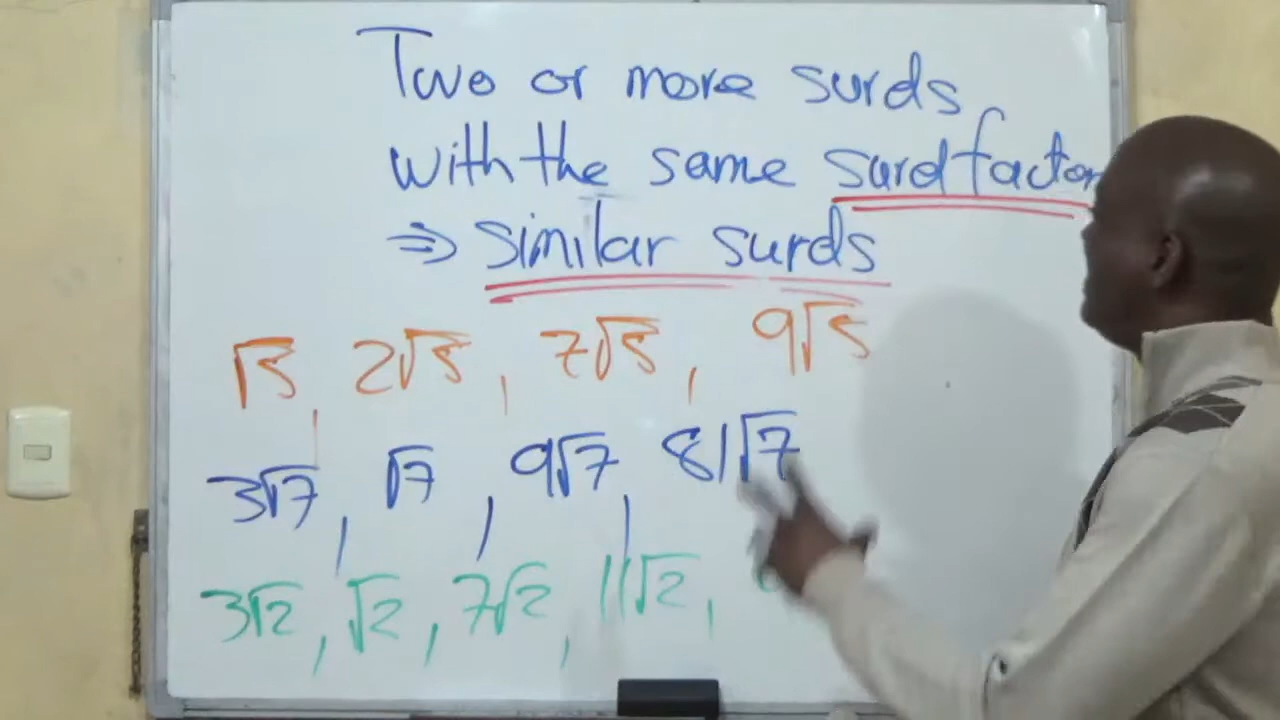 Two or more surds
with the same surd factor
⇒ similar surds
√5, 2√5, 7√5, 9√5
3√7, √7, 9√7, 81√7
3√2, √2, 7√2, 11√2,